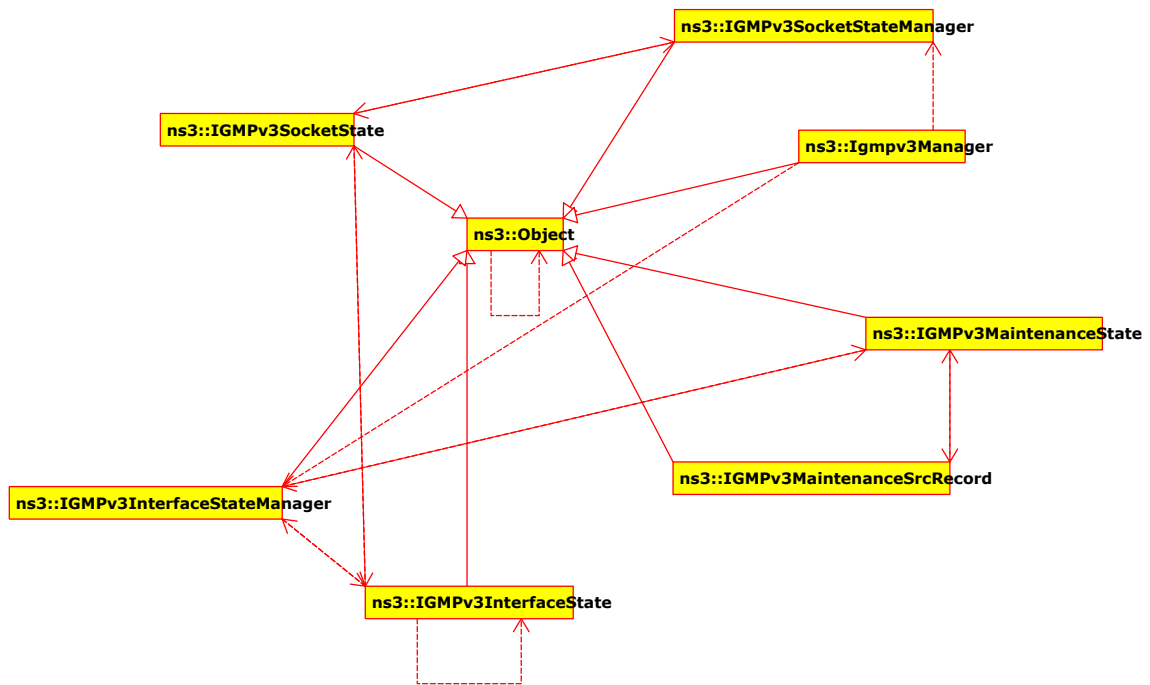 ns3::IGMPv3SocketStateManager
ns3::IGMPv3SocketState
ns3::Igmpv3Manager
ns3::Object
ns3::IGMPv3MaintenanceState
ns3::IGMPv3MaintenanceSrcRecord
ns3::IGMPv3InterfaceStateManager
ns3::IGMPv3InterfaceState